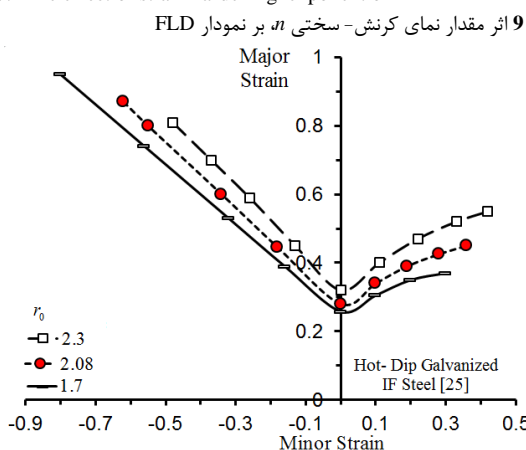 9 اثر مقدار نمای کرنش- سختی n، بر نمودار FLD
Major
Strain
1
0.8
0.6
0.4
0.2
0
r0
2.3
2.08
1.7
Hot- Dip Galvanized
IF Steel [25]
-0.9 -0.7 -0.5 -0.3 -0.1 0.1 0.3 0.5
Minor Strain